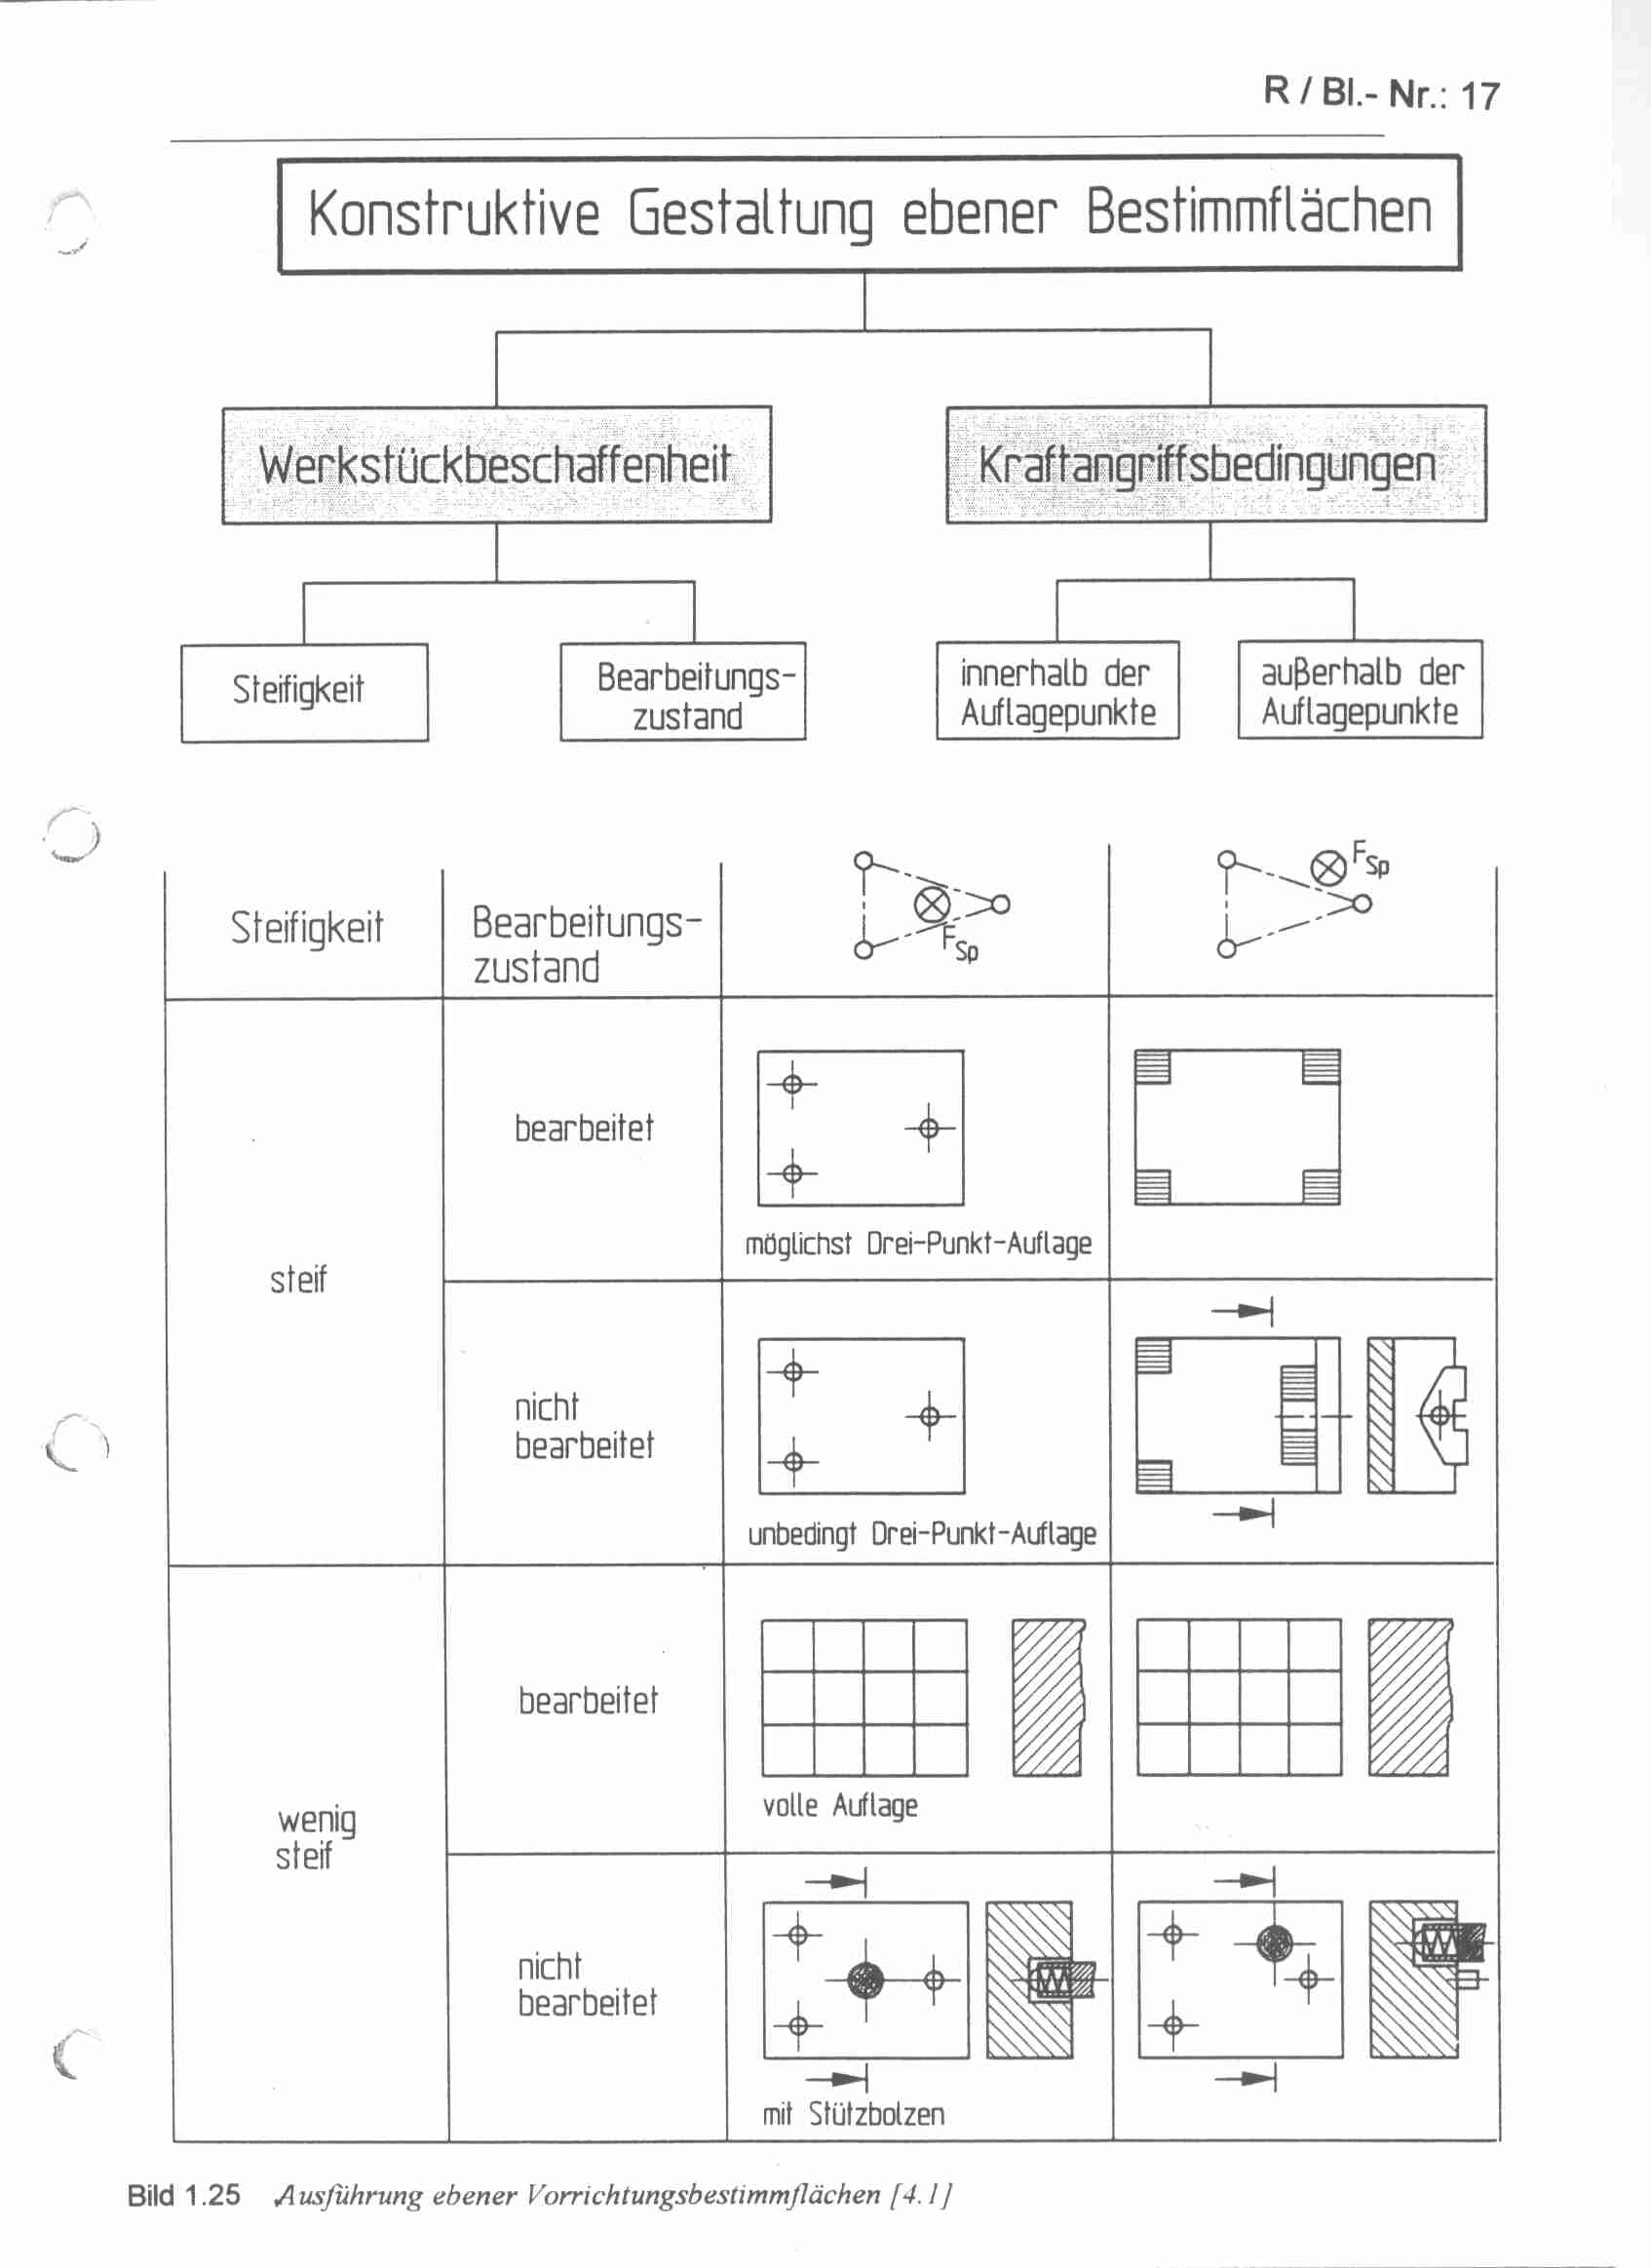 R / Bl.- Nr.: 17
Konstruktive Gestaltung ebener Bestimmflächen
Werkstückbeschaffenheit
Kraftangriffsbedingungen
Steifigkeit
Bearbeitungs-
zustand
innerhalb der
Auflagepunkte
außerhalb der
Auflagepunkte
Steifigkeit
Bearbeitungs-
zustand
FSp
FSp
steif
bearbeitet
möglichst Drei-Punkt-Auflage
nicht
bearbeitet
unbedingt Drei-Punkt-Auflage
wenig
steif
bearbeitet
volle Auflage
nicht
bearbeitet
mit Stützbolzen
Bild 1.25 Ausführung ebener Vorrichtungsbestimmflächen [4.1]